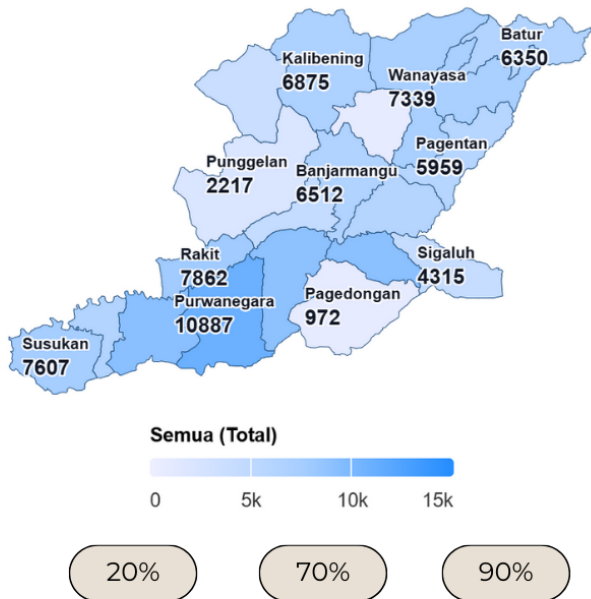 Batur
6350
Kalibening
6875
Wanayasa
7339
Pagentan
5959
Punggelan
2217
Banjarmangu
6512
Rakit
7862
Sigaluh
4315
Purwanegara
10887
Pagedongan
972
Susukan
7607
Semua (Total)
0 5k 10k 15k
20% 70% 90%